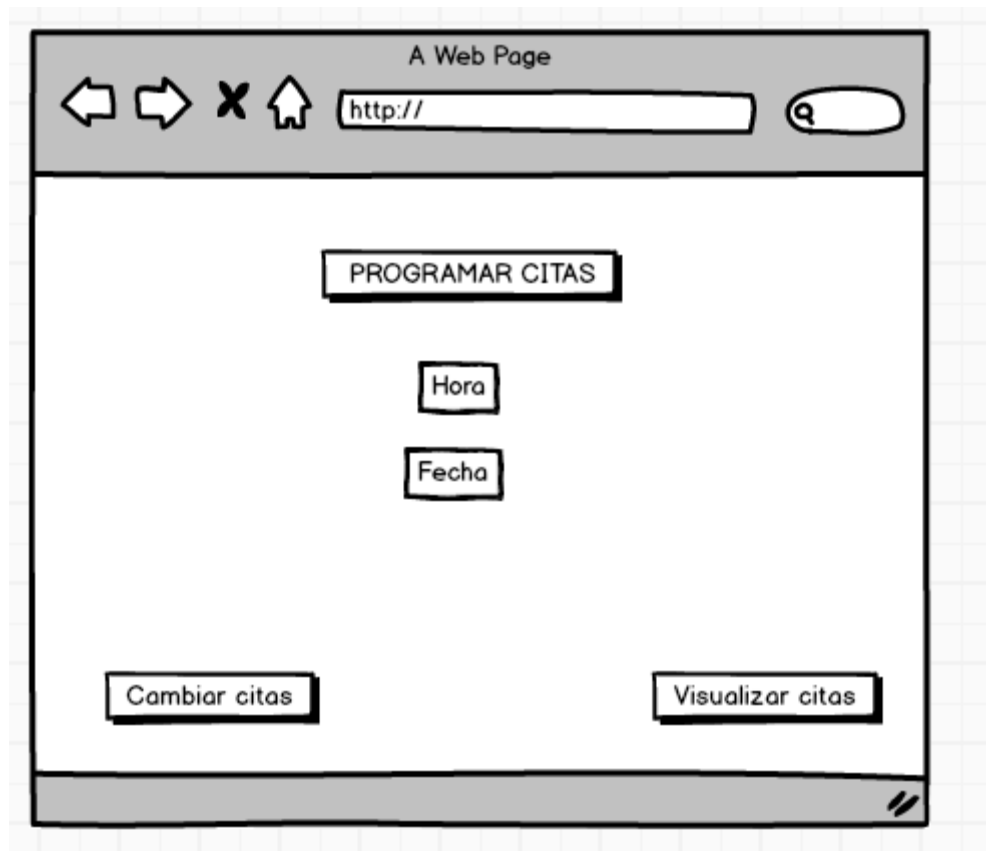 A Web Page
http://
PROGRAMAR CITAS
Hora
Fecha
Cambiar citas
Visualizar citas